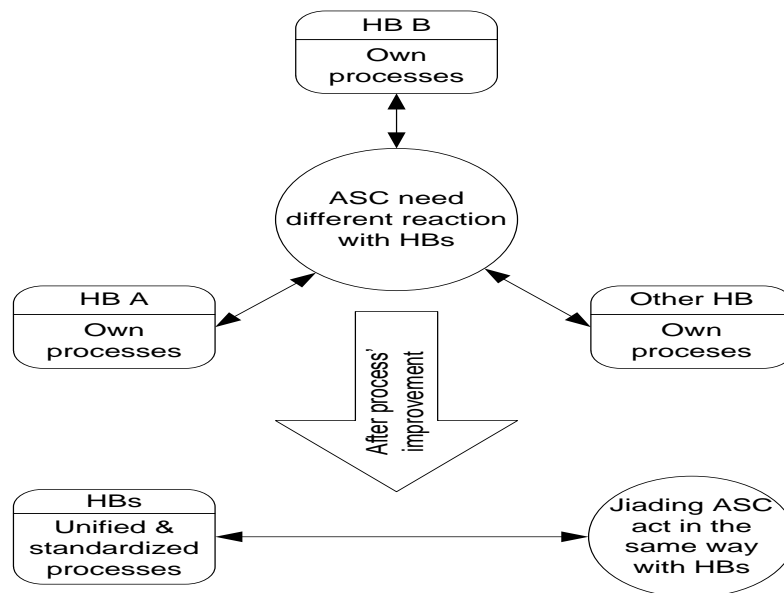 HB B
Own
processes
ASC need
different reaction
with HBs
HB A
Own
processes
Other HB
Own
proceses
After process'
improvement
HBs
Unified &
standardized
processes
Jiading ASC
act in the
same way
with HBs